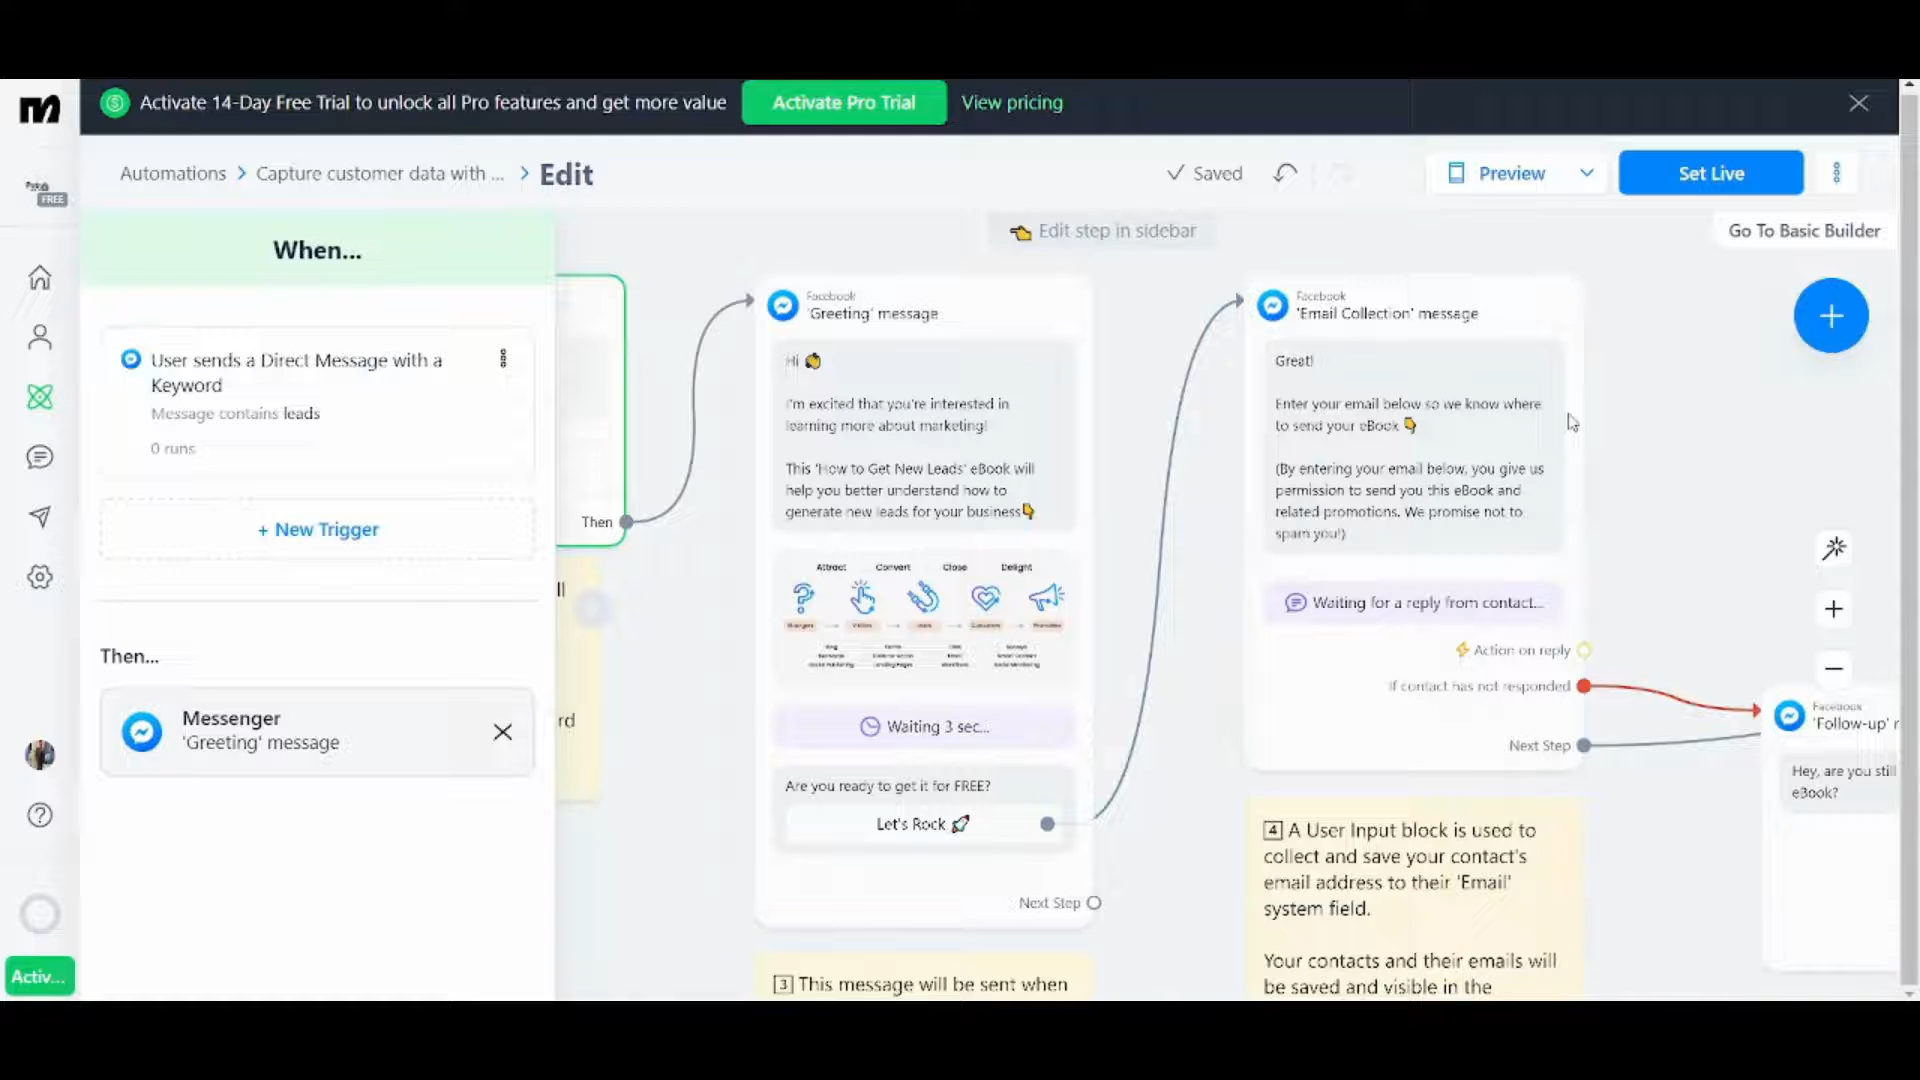 Activate 14-Day Free Trial to unlock all Pro features and get more value
Activate Pro Trial
View pricing
FREE
Automations > Capture customer data with ... > Edit
Saved
Preview
Set Live
Edit step in sidebar
Go To Basic Builder
When...
User sends a Direct Message with a
Keyword
Message contains leads
0 runs
+ New Trigger
Then...
Messenger
'Greeting' message
Activ...
Then
ll
rd
Facebook
'Greeting' message
Hi
I'm excited that you're interested in
learning more about marketing!
This 'How to Get New Leads' eBook will
help you better understand how to
generate new leads for your business
Attract Convert Close Delight
Waiting 3 sec...
Are you ready to get it for FREE?
Let's Rock
Next Step
3 This message will be sent when
Facebook
'Email Collection' message
Great!
Enter your email below so we know where
to send your eBook
(By entering your email below, you give us
permission to send you this eBook and
related promotions. We promise not to
spam you!)
Waiting for a reply from contact...
Action on reply
If contact has not responded
Next Step
4 A User Input block is used to
collect and save your contact's
email address to their 'Email'
system field.
Your contacts and their emails will
be saved and visible in the
Facebook
'Follow-up' r
Hey, are you still
eBook?